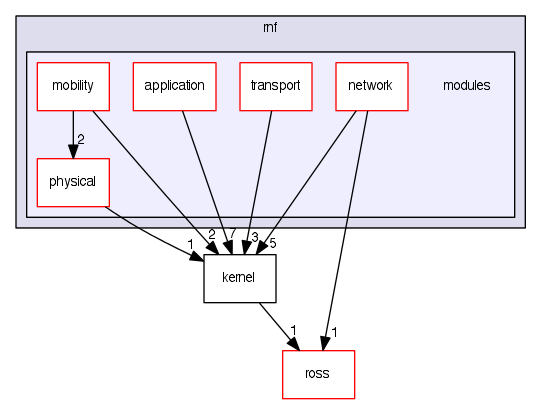 rnf
mobility
application
transport
network
modules
2
physical
2
7
3
5
1
kernel
1
1
ross